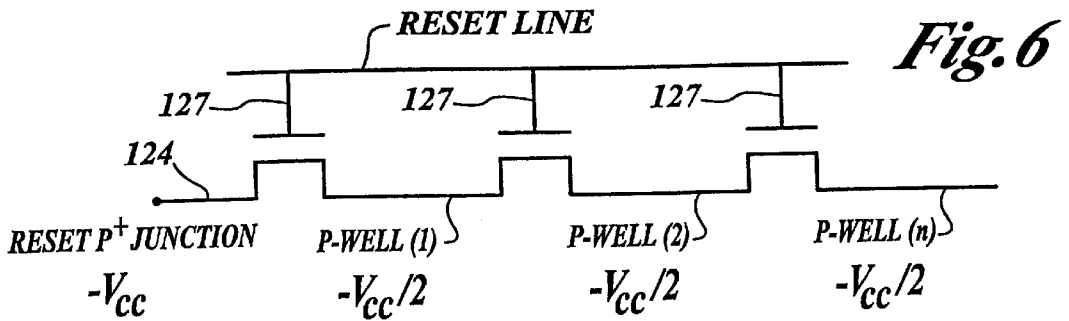 RESET LINE
Fig. 6
127 127 127
124
RESET P+ JUNCTION P-WELL (1) P-WELL (2) P-WELL (n)
-VCC -VCC/2 -VCC/2 -VCC/2